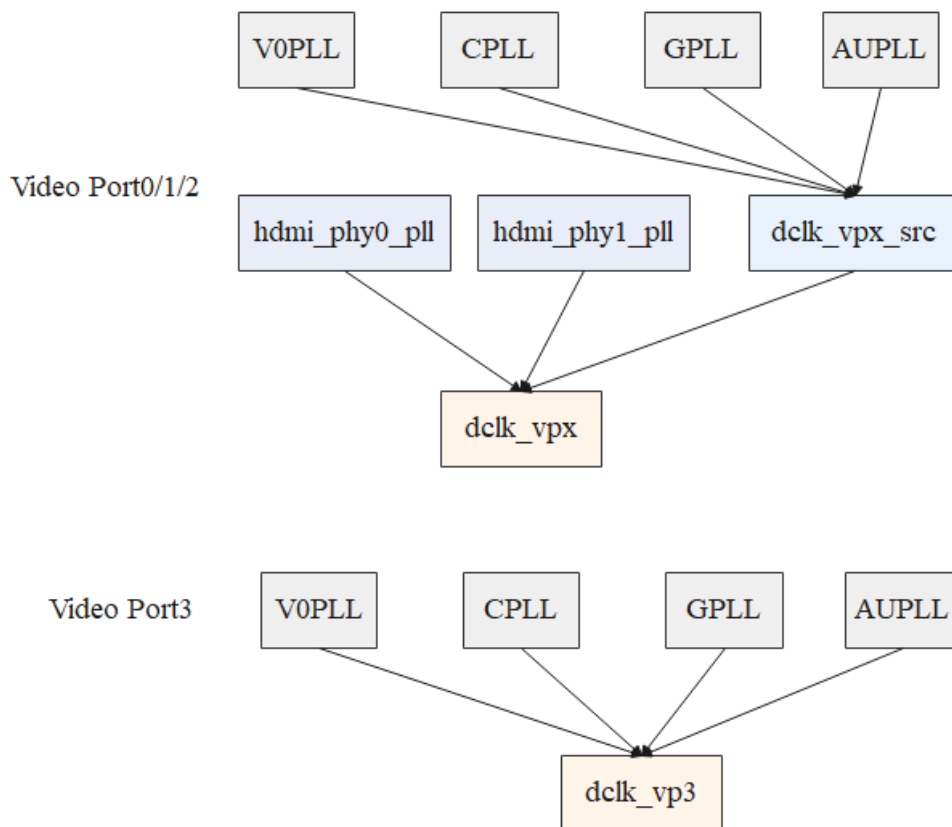 V0PLL
CPLL
GPLL
AUPLL
Video Port0/1/2
hdmi_phy0_pll
hdmi_phy1_pll
dclk_vpx_src
dclk_vpx
Video Port3
V0PLL
CPLL
GPLL
AUPLL
dclk_vp3